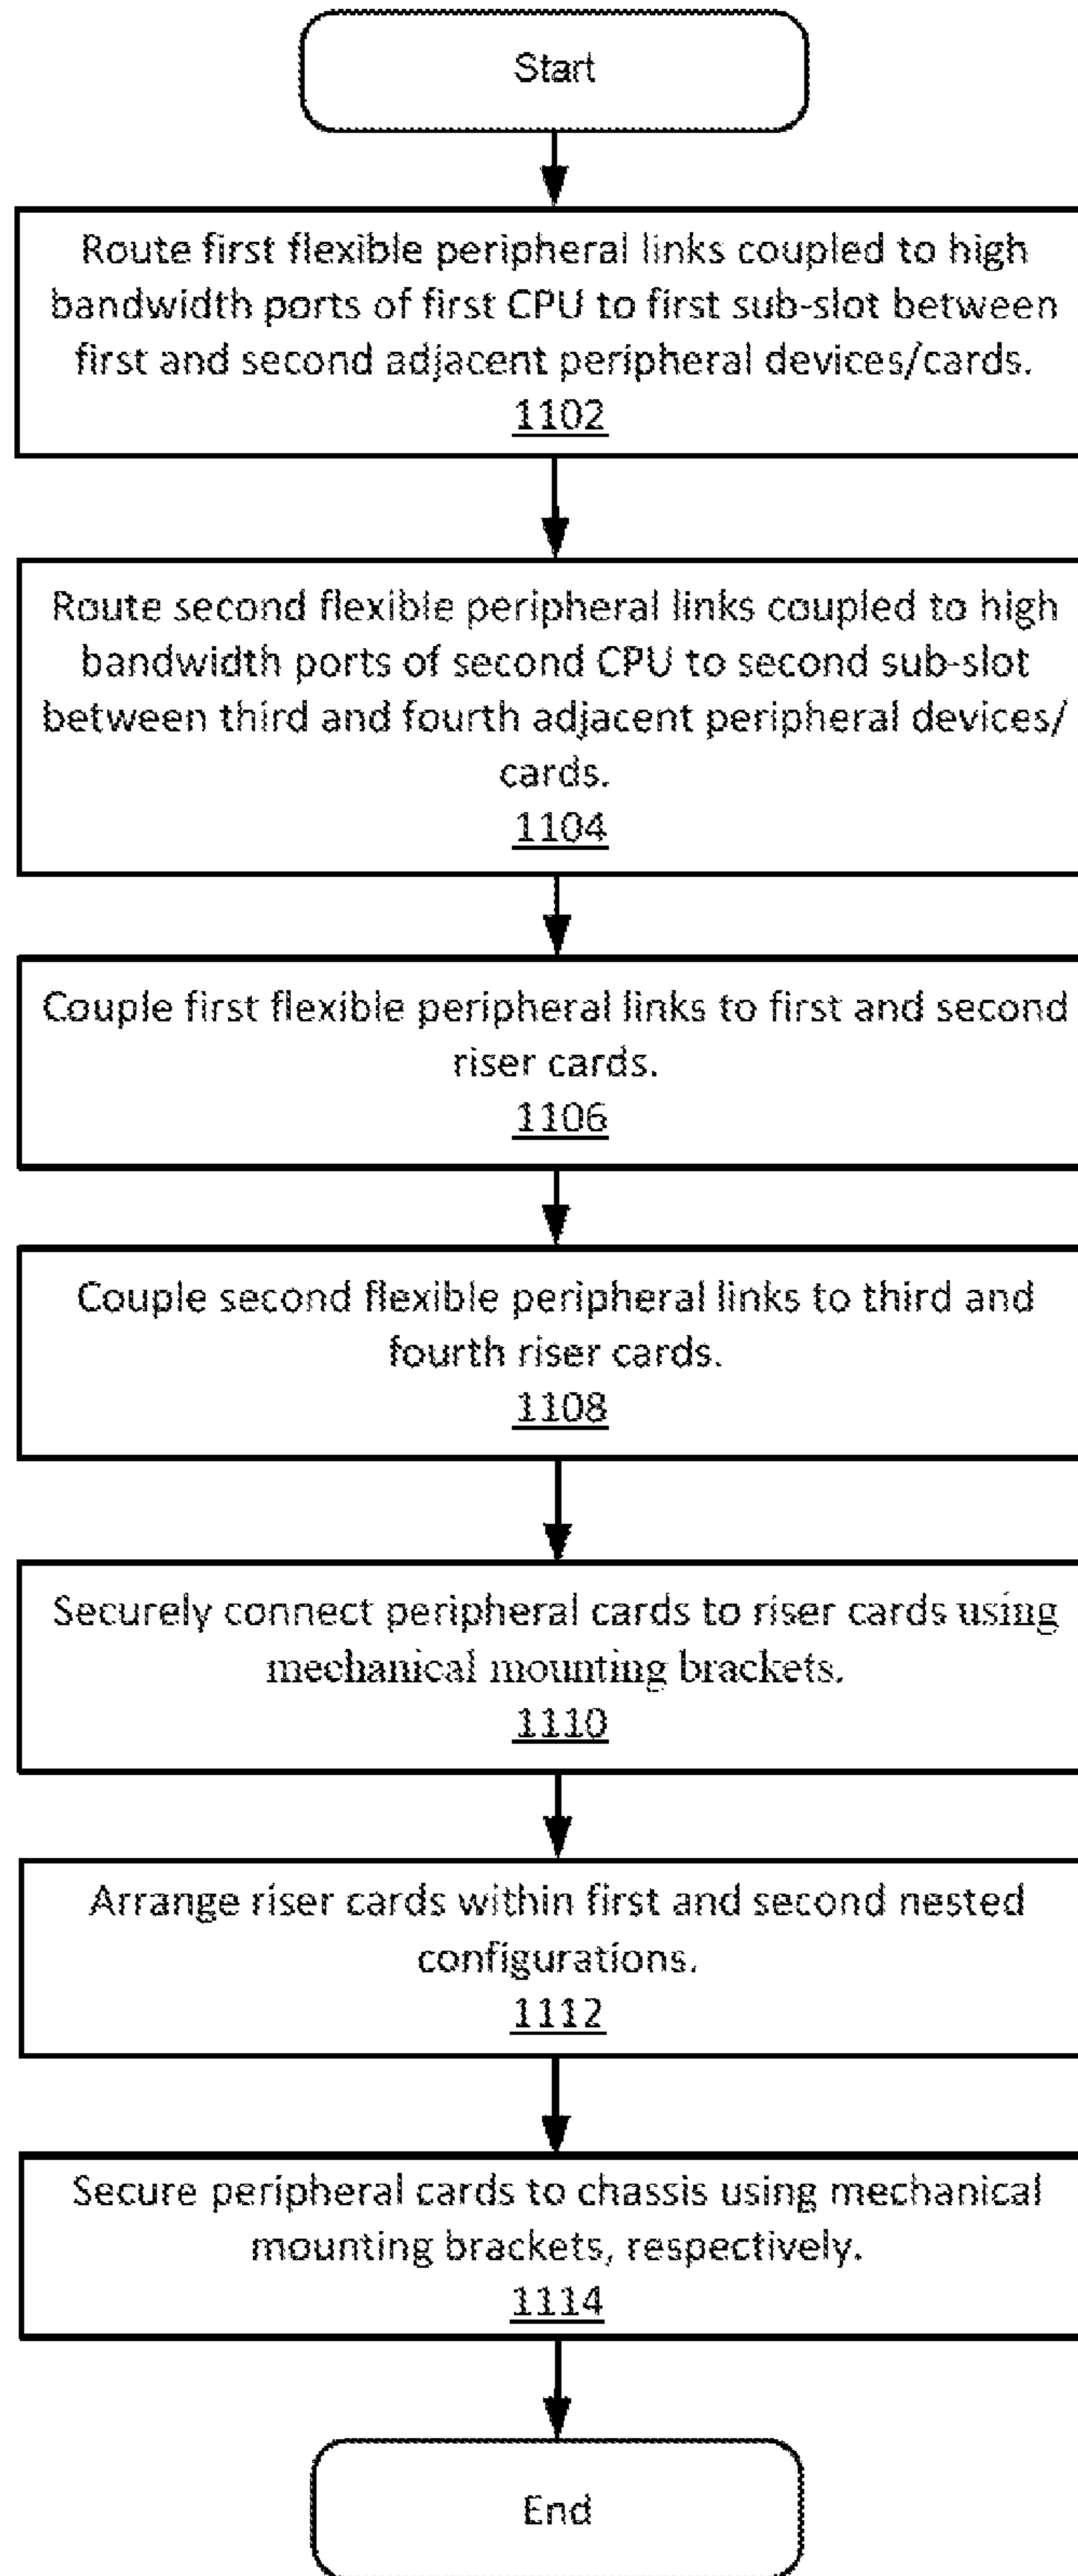 Start
Route first flexible peripheral links coupled to high
bandwidth ports of first CPU to first sub-slot between
first and second adjacent peripheral devices/cards.
1102
Route second flexible peripheral links coupled to high
bandwidth ports of second CPU to second sub-slot
between third and fourth adjacent peripheral devices/
cards.
1104
Couple first flexible peripheral links to first and second
riser cards.
1106
Couple second flexible peripheral links to third and
fourth riser cards.
1108
Securely connect peripheral cards to riser cards using
mechanical mounting brackets.
1110
Arrange riser cards within first and second nested
configurations.
1112
Secure peripheral cards to chassis using mechanical
mounting brackets, respectively.
1114
End